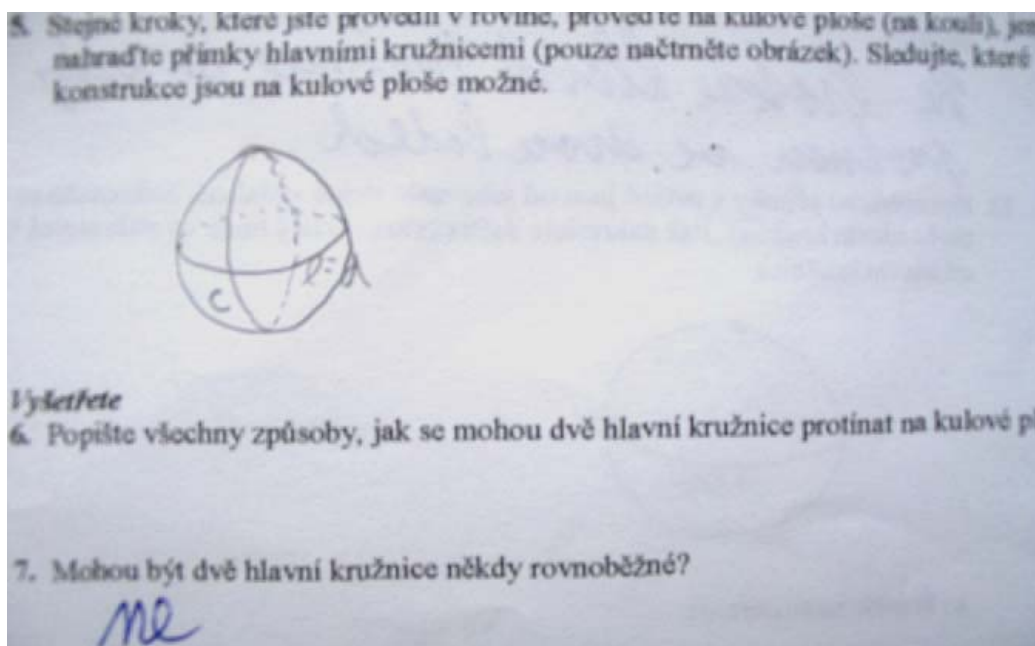 5. Stejné kroky, které jste provedli v rovině, proveďte na kulové ploše (na kouli),
nahraďte přímky hlavními kružnicemi (pouze načtrněte obrázek). Sledujte, které
konstrukce jsou na kulové ploše možné.
C
Vyšetřete
6. Popište všechny způsoby, jak se mohou dvě hlavní kružnice protínat na kulové
7. Mohou být dvě hlavní kružnice někdy rovnoběžné?
ne